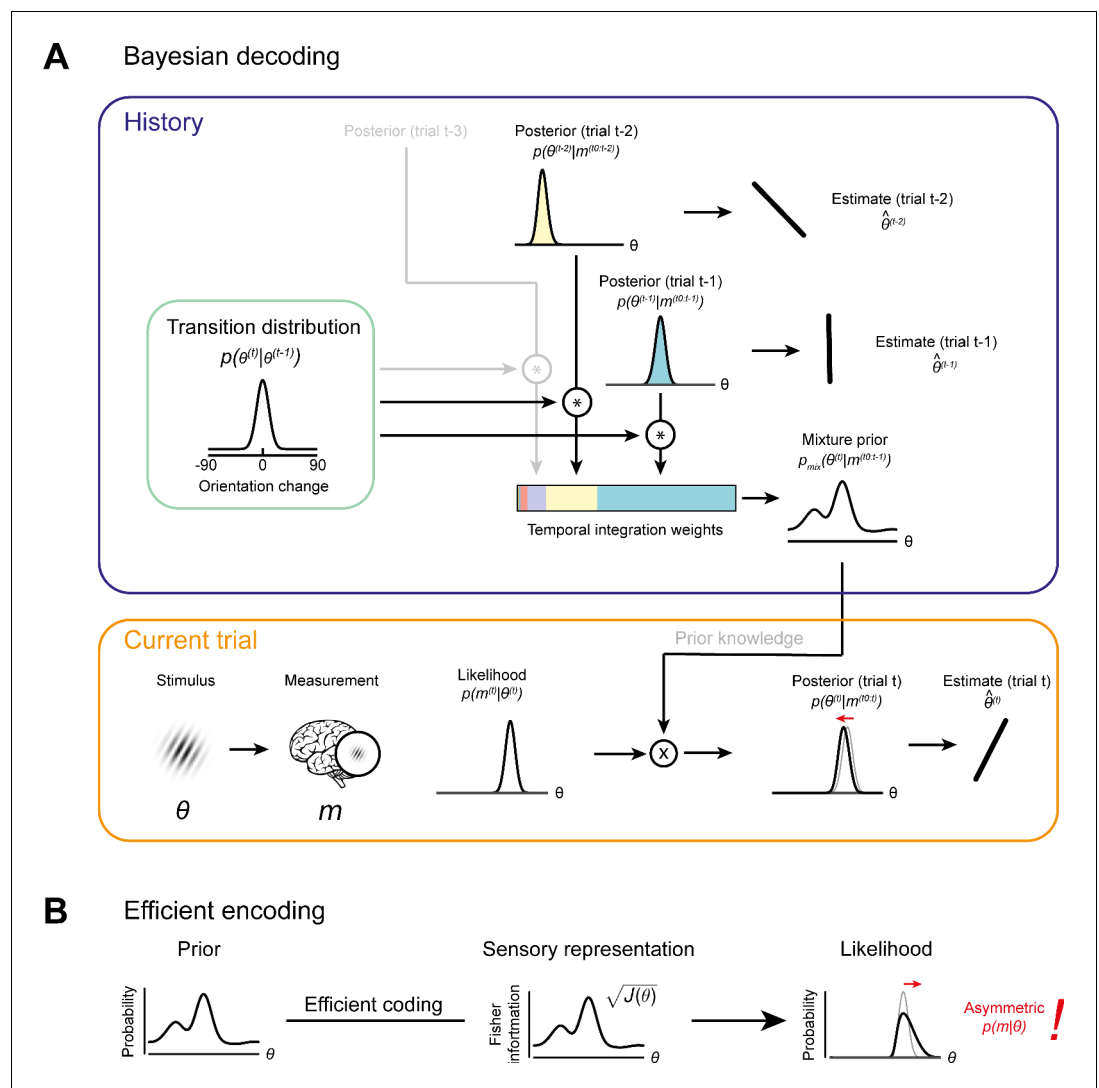 A
Bayesian decoding
History
Posterior (trial t-3)
Posterior (trial t-2)
p(θ(t-2)|m(t0:t-2))
θ
Estimate (trial t-2)
θ̂(t-2)
Posterior (trial t-1)
p(θ(t-1)|m(t0:t-1))
θ
Estimate (trial t-1)
θ̂(t-1)
Transition distribution
p(θ(t)|θ(t-1))
-90 0 90
Orientation change
*
*
*
Temporal integration weights
Mixture prior
pmix(θ(t)|m(t0:t-1))
θ
Current trial
Prior knowledge
Stimulus
θ
Measurement
m
Likelihood
p(m(t)|θ(t))
θ
X
Posterior (trial t)
p(θ(t)|m(t0:t))
θ
Estimate (trial t)
θ̂(t)
B
Efficient encoding
Prior
Probability
θ
Efficient coding
Sensory representation
Fisher
infortmation
√J(θ)
θ
Likelihood
Probability
θ
Asymmetric
p(m|θ)
!